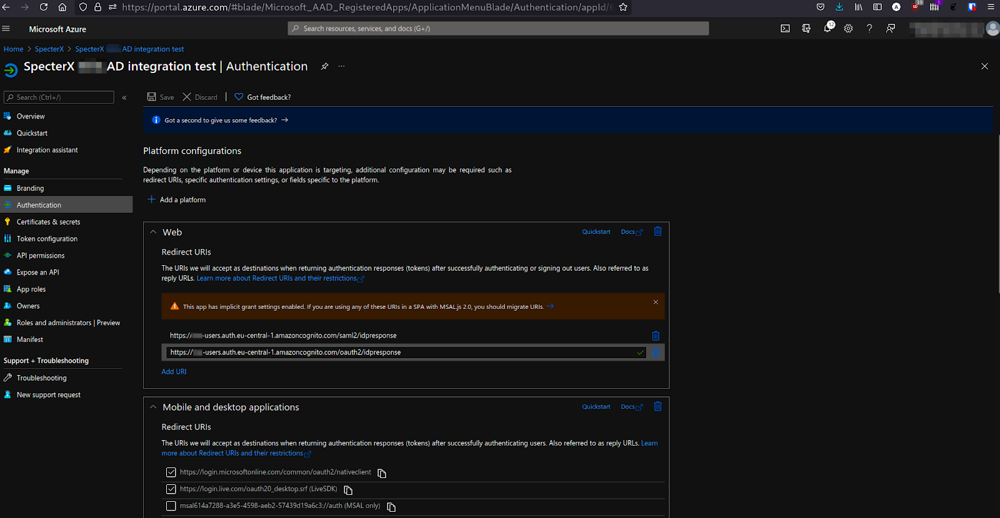 https://portal.azure.com/#blade/Microsoft_AAD_RegisteredApps/ApplicationMenuBlade/Authentication/appId/
39
1
A
Microsoft Azure
Search resources, services, and docs (G+/)
12
Home > SpecterX > SpecterX AD integration test
SpecterX AD integration test | Authentication
Search (Ctrl+/)
Save
Discard
Got feedback?
Got a second to give us some feedback?
Overview
Quickstart
Integration assistant
Manage
Branding
Authentication
Certificates & secrets
Token configuration
API permissions
Expose an API
App roles
Owners
Roles and administrators | Preview
Manifest
Support + Troubleshooting
Troubleshooting
New support request
Platform configurations
Depending on the platform or device this application is targeting, additional configuration may be required such as
redirect URIs, specific authentication settings, or fields specific to the platform.
Add a platform
Web
Quickstart
Docs
Redirect URIs
The URIs we will accept as destinations when returning authentication responses (tokens) after successfully authenticating or signing out users. Also referred to as
reply URLs. Learn more about Redirect URIs and their restrictions
This app has implicit grant settings enabled. If you are using any of these URIs in a SPA with MSAL.js 2.0, you should migrate URIs.
https:// -users.auth.eu-central-1.amazoncognito.com/saml2/idpresponse
https:// -users.auth.eu-central-1.amazoncognito.com/oauth2/idpresponse
Add URI
Mobile and desktop applications
Quickstart
Docs
Redirect URIs
The URIs we will accept as destinations when returning authentication responses (tokens) after successfully authenticating users. Also referred to as reply URLs. Learn
more about Redirect URIs and their restrictions
https://login.microsoftonline.com/common/oauth2/nativeclient
https://login.live.com/oauth20_desktop.srf (LiveSDK)
msal614a7288-a3e5-4598-aeb2-57439d19a6c3://auth (MSAL only)